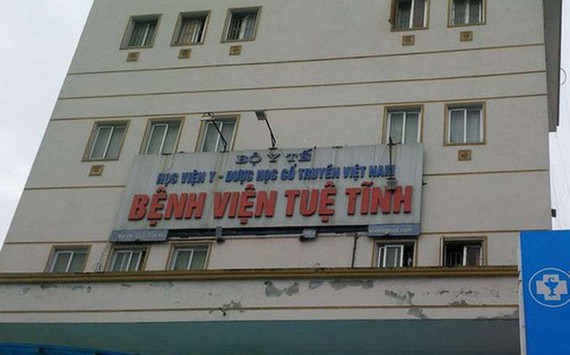 BỘ Y TẾ
HỌC VIỆN Y - DƯỢC HỌC CỔ TRUYỀN VIỆT NAM
BỆNH VIỆN TUỆ TĨNH